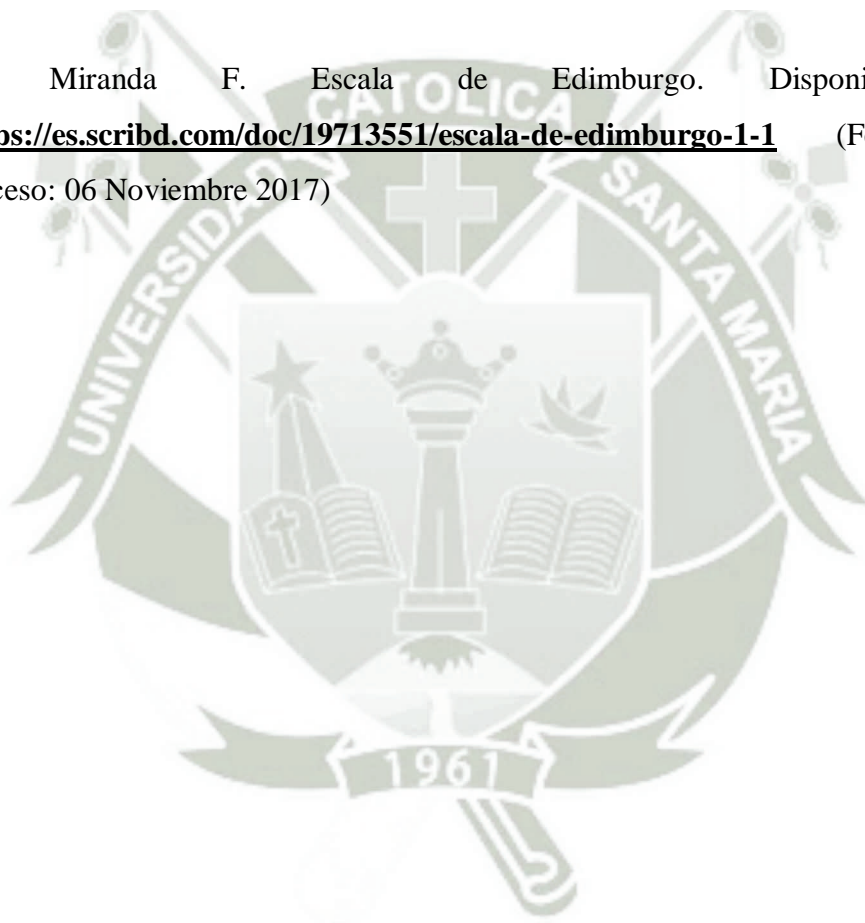 Miranda F. Escala de Edimburgo. Disponi
ps://es.scribd.com/doc/19713551/escala-de-edimburgo-1-1 (F
ceso: 06 Noviembre 2017)
UNIVERSIDAD CATOLICA SANTA MARIA
1961